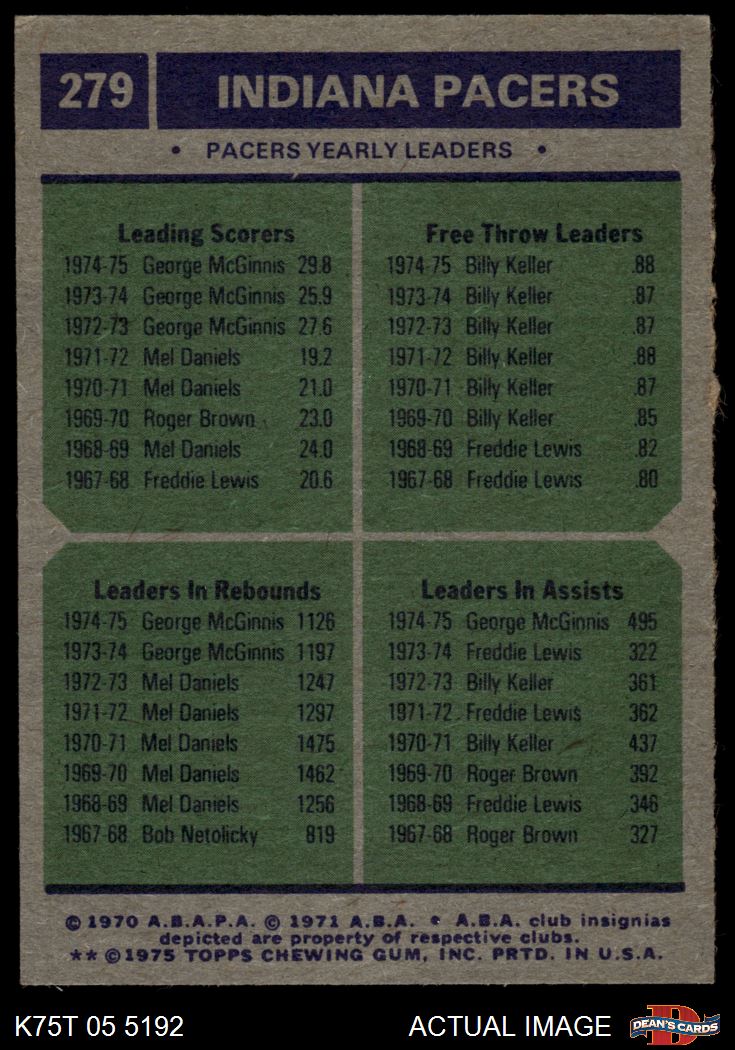 279 INDIANA PACERS
• PACERS YEARLY LEADERS •
Leading Scorers
1974-75 George McGinnis 29.8
1973-74 George McGinnis 25.9
1972-73 George McGinnis 27.6
1971-72 Mel Daniels 19.2
1970-71 Mel Daniels 21.0
1969-70 Roger Brown 23.0
1968-69 Mel Daniels 24.0
1967-68 Freddie Lewis 20.6
Free Throw Leaders
1974-75 Billy Keller .88
1973-74 Billy Keller .87
1972-73 Billy Keller .87
1971-72 Billy Keller .88
1970-71 Billy Keller .87
1969-70 Billy Keller .85
1968-69 Freddie Lewis .82
1967-68 Freddie Lewis .80
Leaders In Rebounds
1974-75 George McGinnis 1126
1973-74 George McGinnis 1197
1972-73 Mel Daniels 1247
1971-72 Mel Daniels 1297
1970-71 Mel Daniels 1475
1969-70 Mel Daniels 1462
1968-69 Mel Daniels 1256
1967-68 Bob Netolicky 819
Leaders In Assists
1974-75 George McGinnis 495
1973-74 Freddie Lewis 322
1972-73 Billy Keller 361
1971-72 Freddie Lewis 362
1970-71 Billy Keller 437
1969-70 Roger Brown 392
1968-69 Freddie Lewis 346
1967-68 Roger Brown 327
© 1970 A.B.A.P.A. © 1971 A.B.A. • A.B.A. club insignias
depicted are property of respective clubs.
** © 1975 TOPPS CHEWING GUM, INC. PRTD. IN U.S.A.
K75T 05 5192 ACTUAL IMAGE DEAN'S CARDS